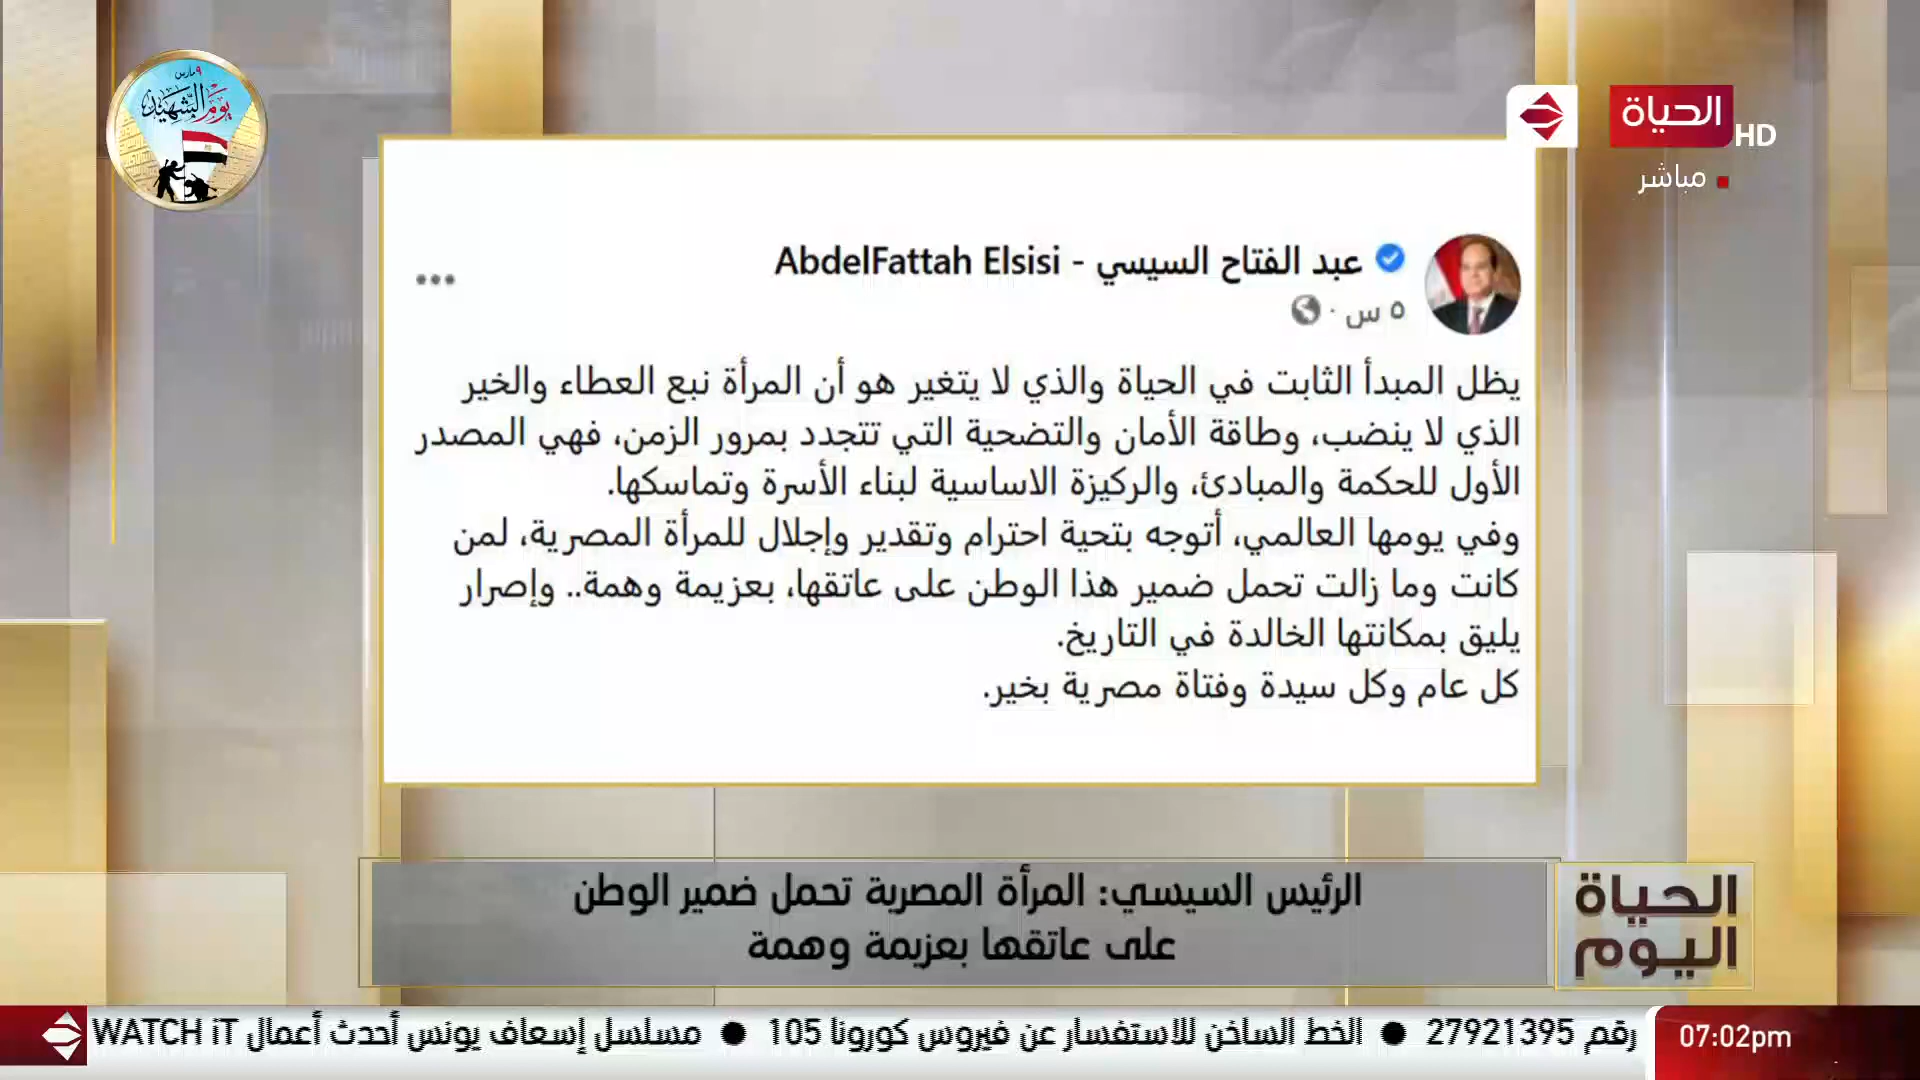 ٩ مارس
يوم الشهيد
الحياة
HD
مباشر
عبد الفتاح السيسي - AbdelFattah Elsisi
٥ س ·
يظل المبدأ الثابت في الحياة والذي لا يتغير هو أن المرأة نبع العطاء والخير
الذي لا ينضب، وطاقة الأمان والتضحية التي تتجدد بمرور الزمن، فهي المصدر
الأول للحكمة والمبادئ، والركيزة الاساسية لبناء الأسرة وتماسكها.
وفي يومها العالمي، أتوجه بتحية احترام وتقدير وإجلال للمرأة المصرية، لمن
كانت وما زالت تحمل ضمير هذا الوطن على عاتقها، بعزيمة وهمة.. وإصرار
يليق بمكانتها الخالدة في التاريخ.
كل عام وكل سيدة وفتاة مصرية بخير.
الرئيس السيسي: المرأة المصرية تحمل ضمير الوطن
على عاتقها بعزيمة وهمة
الحياة
اليوم
رقم 27921395 ● الخط الساخن للاستفسار عن فيروس كورونا 105 ● مسلسل إسعاف يونس أحدث أعمال WATCH iT
07:02pm